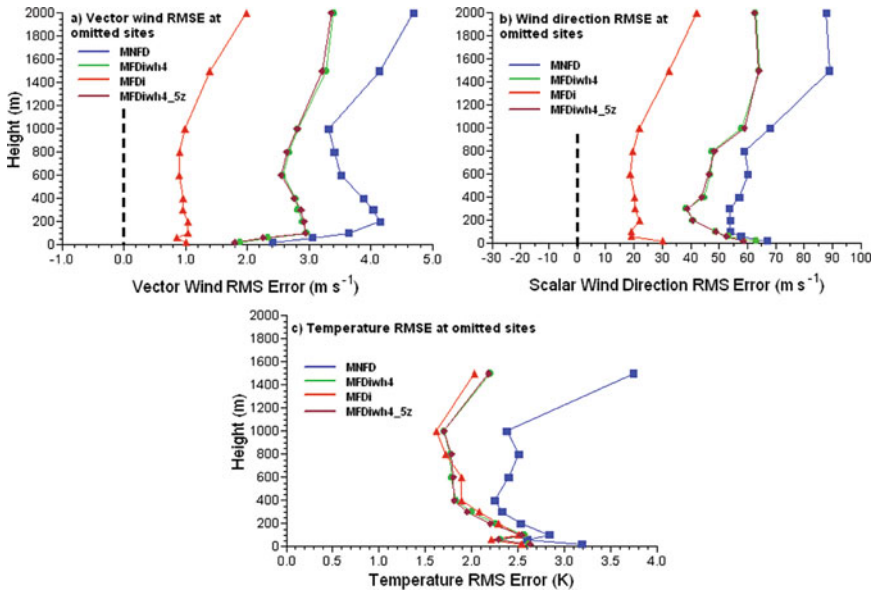 a) Vector wind RMSE at
omitted sites
MNFD
MFDiwh4
MFDi
MFDiwh4_5z
Height (m)
2000
1800
1600
1400
1200
1000
800
600
400
200
0
-1.0 0.0 1.0 2.0 3.0 4.0 5.0
Vector Wind RMS Error (m s⁻¹)
b) Wind direction RMSE at
omitted sites
MNFD
MFDiwh4
MFDi
MFDiwh4_5z
2000
1800
1600
1400
1200
1000
800
600
400
200
0
-30 -20 -10 0 10 20 30 40 50 60 70 80 90 100
Scalar Wind Direction RMS Error (m s⁻¹)
c) Temperature RMSE at omitted sites
MNFD
MFDiwh4
MFDi
MFDiwh4_5z
Height (m)
2000
1800
1600
1400
1200
1000
800
600
400
200
0
0.0 0.5 1.0 1.5 2.0 2.5 3.0 3.5 4.0
Temperature RMS Error (K)